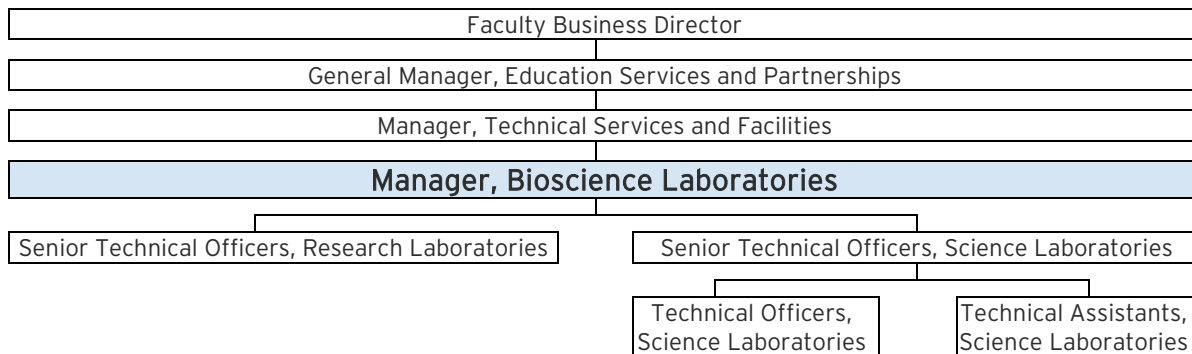 Faculty Business Director
General Manager, Education Services and Partnerships
Manager, Technical Services and Facilities
Manager, Bioscience Laboratories
Senior Technical Officers, Research Laboratories
Senior Technical Officers, Science Laboratories
Technical Officers,
Science Laboratories
Technical Assistants,
Science Laboratories